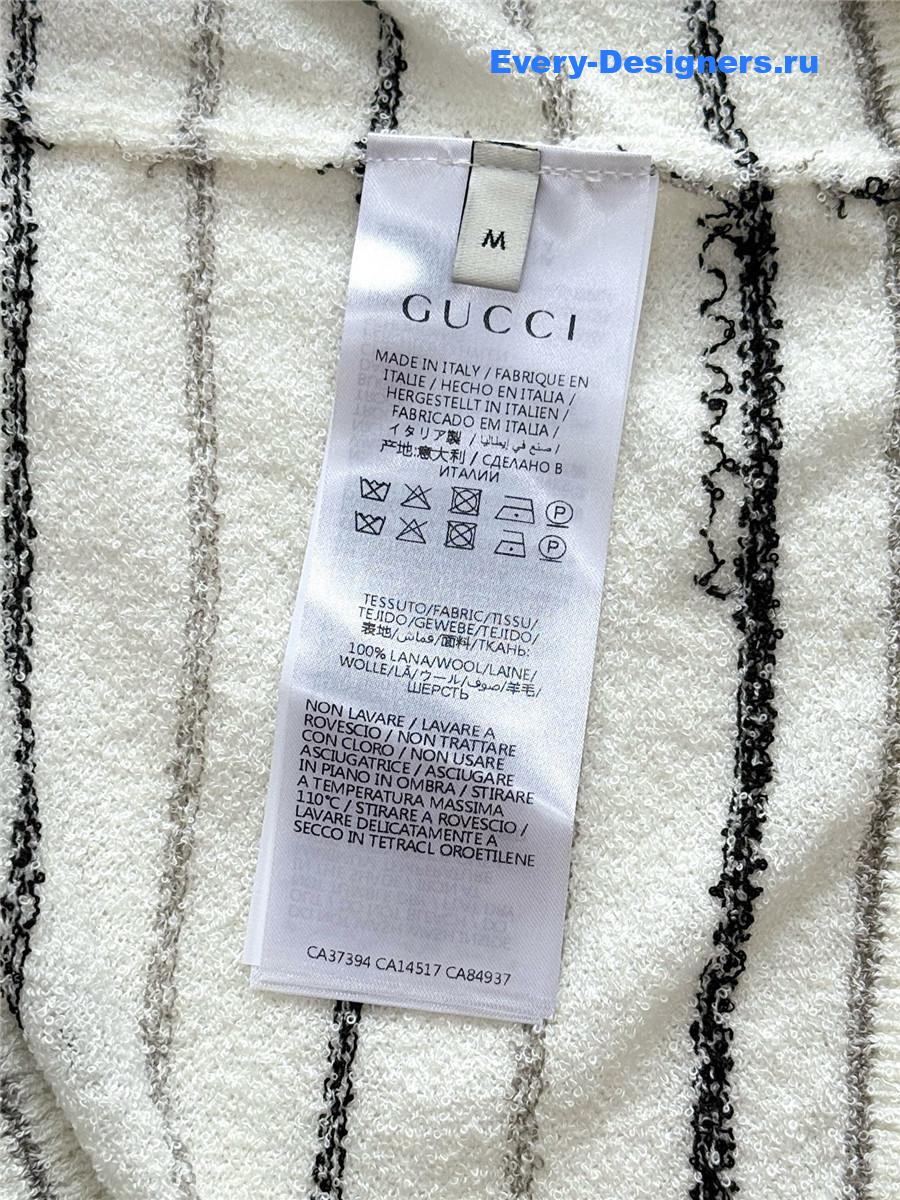 Every-Designers.ru
M
GUCCI
MADE IN ITALY / FABRIQUE EN
ITALIE / HECHO EN ITALIA /
HERGESTELLT IN ITALIEN /
FABRICADO EM ITALIA /
イタリア製 / صنع في إيطاليا /
产地:意大利 / СДЕЛАНО В
ИТАЛИИ
P
P
TESSUTO/FABRIC/TISSU/
TEJIDO/GEWEBE/TEJIDO/
表地/قماش/面料/ТКАНЬ:
100% LANA/WOOL/LAINE/
WOLLE/LÃ/ウール/صوف/羊毛/
ШЕРСТЬ
NON LAVARE / LAVARE A
ROVESCIO / NON TRATTARE
CON CLORO / NON USARE
ASCIUGATRICE / ASCIUGARE
IN PIANO IN OMBRA / STIRARE
A TEMPERATURA MASSIMA
110°C / STIRARE A ROVESCIO /
LAVARE DELICATAMENTE A
SECCO IN TETRACL OROETILENE
CA37394 CA14517 CA84937